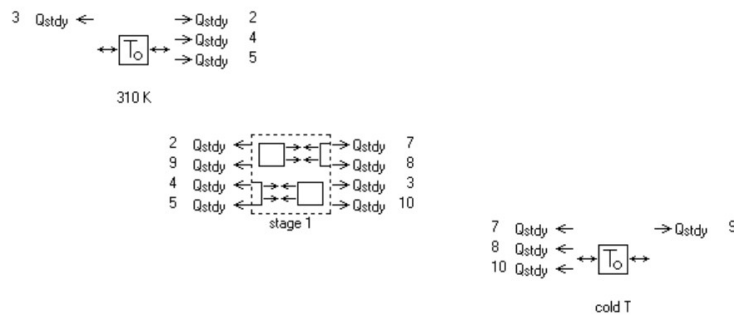 3 Qstdy Qstdy 2
Qstdy 4
To
Qstdy 5
310 K
2 Qstdy Qstdy 7
9 Qstdy Qstdy 8
4 Qstdy Qstdy 3
5 Qstdy Qstdy 10
stage 1
7 Qstdy Qstdy 9
8 Qstdy
To
10 Qstdy
cold T